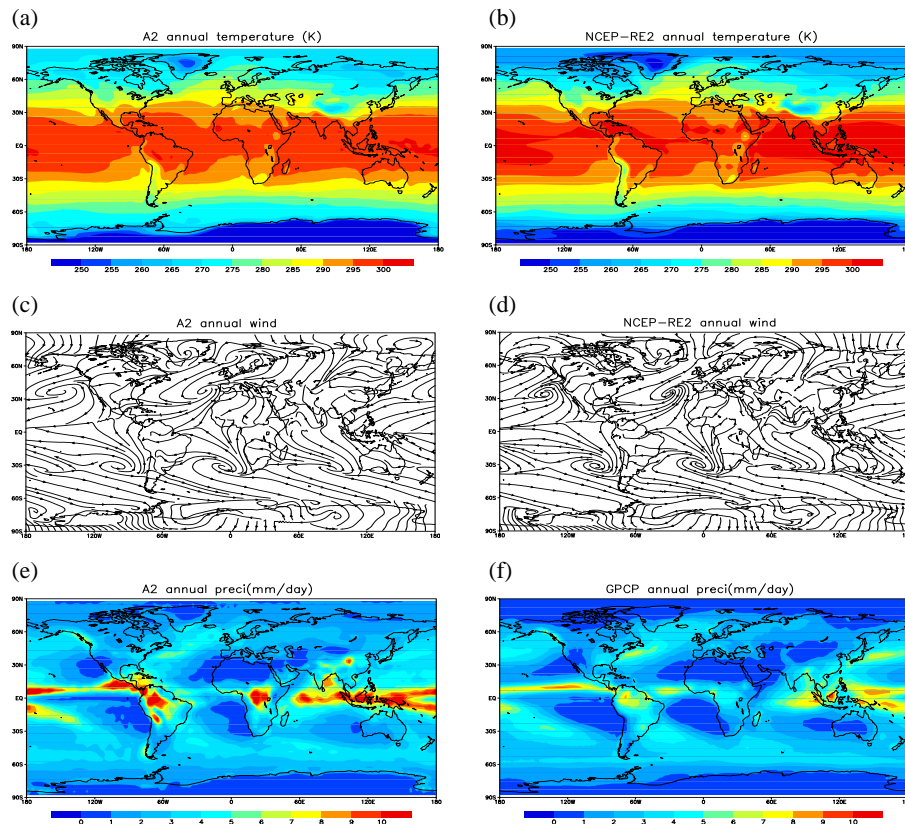 (a)
A2 annual temperature (K)
90N
60N
30N
EQ
30S
60S
90S
180 120W 60W 0 60E 120E 180
250 255 260 265 270 275 280 285 290 295 300
(b)
NCEP-RE2 annual temperature (K)
90N
60N
30N
EQ
30S
60S
90S
180 120W 60W 0 60E 120E 180
250 255 260 265 270 275 280 285 290 295 300
(c)
A2 annual wind
90N
60N
30N
EQ
30S
60S
90S
180 120W 60W 0 60E 120E 180
(d)
NCEP-RE2 annual wind
90N
60N
30N
EQ
30S
60S
90S
180 120W 60W 0 60E 120E 180
(e)
A2 annual preci(mm/day)
90N
60N
30N
EQ
30S
60S
90S
180 120W 60W 0 60E 120E 180
0 1 2 3 4 5 6 7 8 9 10
(f)
GPCP annual preci(mm/day)
90N
60N
30N
EQ
30S
60S
90S
180 120W 60W 0 60E 120E 180
0 1 2 3 4 5 6 7 8 9 10